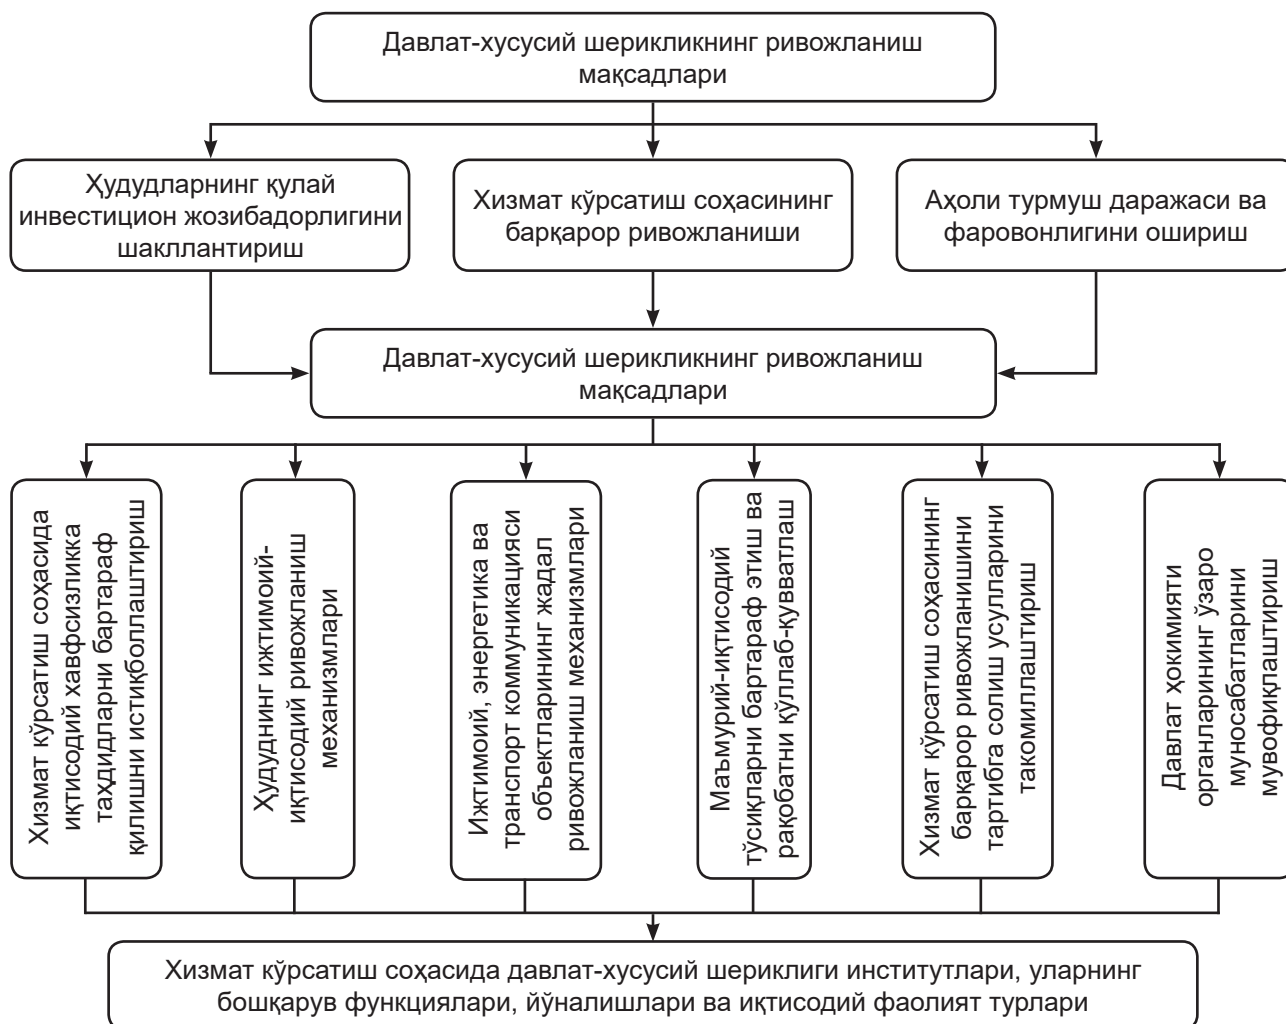 Давлат-хусусий шерикликнинг ривожланиш
мақсадлари
Ҳудудларнинг қулай
инвестицион жозибадорлигини
шакллантириш
Хизмат кўрсатиш соҳасининг
барқарор ривожланиши
Аҳоли турмуш даражаси ва
фаровонлигини ошириш
Давлат-хусусий шерикликнинг ривожланиш
мақсадлари
Хизмат кўрсатиш соҳасида
иқтисодий хавфсизликка
таҳдидларни бартараф
қилишни истиқболлаштириш
Ҳудуднинг ижтимоий-
иқтисодий ривожланиш
механизмлари
Ижтимоий, энергетика ва
транспорт коммуникацияси
объектларининг жадал
ривожланиш механизмлари
Маъмурий-иқтисодий
тўсиқларни бартараф этиш ва
рақобатни қўллаб-қувватлаш
Хизмат кўрсатиш соҳасининг
барқарор ривожланишини
тартибга солиш усулларини
такомиллаштириш
Давлат ҳокимияти
органларининг ўзаро
муносабатларини
мувофиқлаштириш
Хизмат кўрсатиш соҳасида давлат-хусусий шериклиги институтлари, уларнинг
бошқарув функциялари, йўналишлари ва иқтисодий фаолият турлари